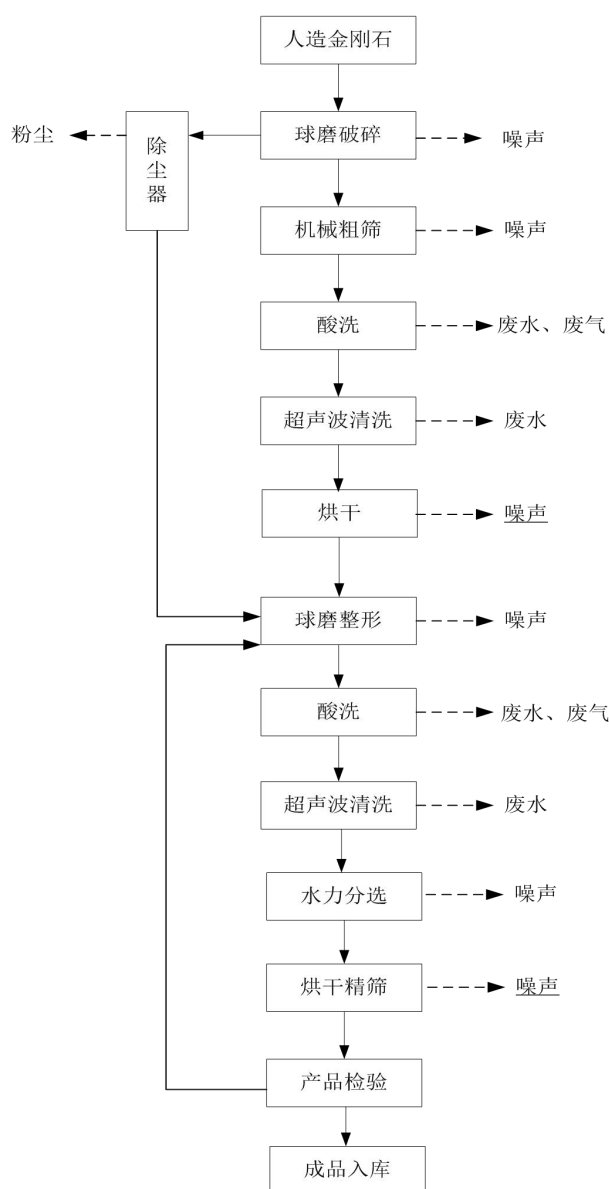 人造金刚石
粉尘
除尘器
球磨破碎
噪声
机械粗筛
噪声
酸洗
废水、废气
超声波清洗
废水
烘干
噪声
球磨整形
噪声
酸洗
废水、废气
超声波清洗
废水
水力分选
噪声
烘干精筛
噪声
产品检验
成品入库